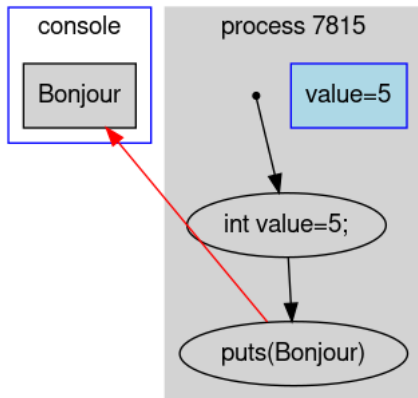 console
Bonjour
process 7815
value=5
int value=5;
puts(Bonjour)